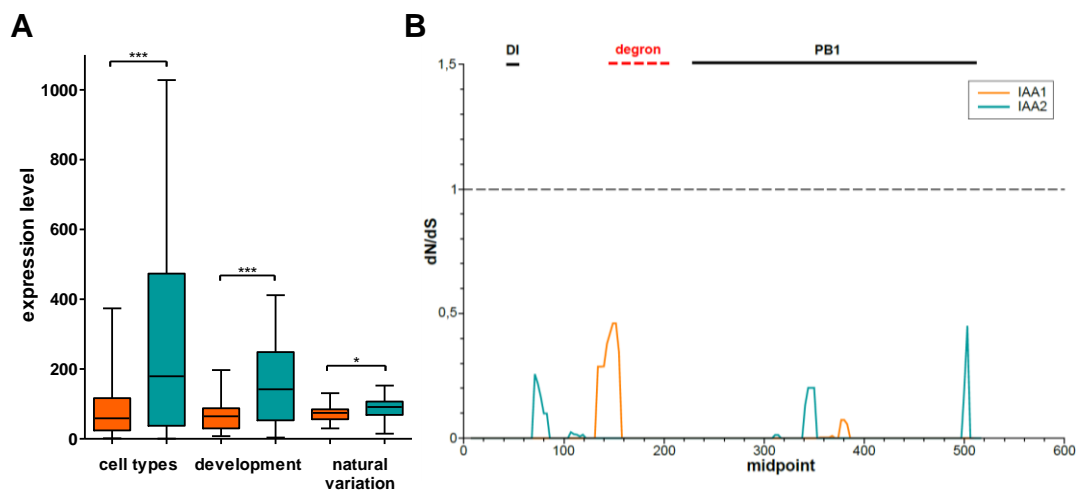 A
expression level
1000
800
600
400
200
0
***
***
*
cell types
development
natural
variation
B
DI
degron
PB1
IAA1
IAA2
dN/dS
1,5
1
0,5
0
0
100
200
300
400
500
600
midpoint